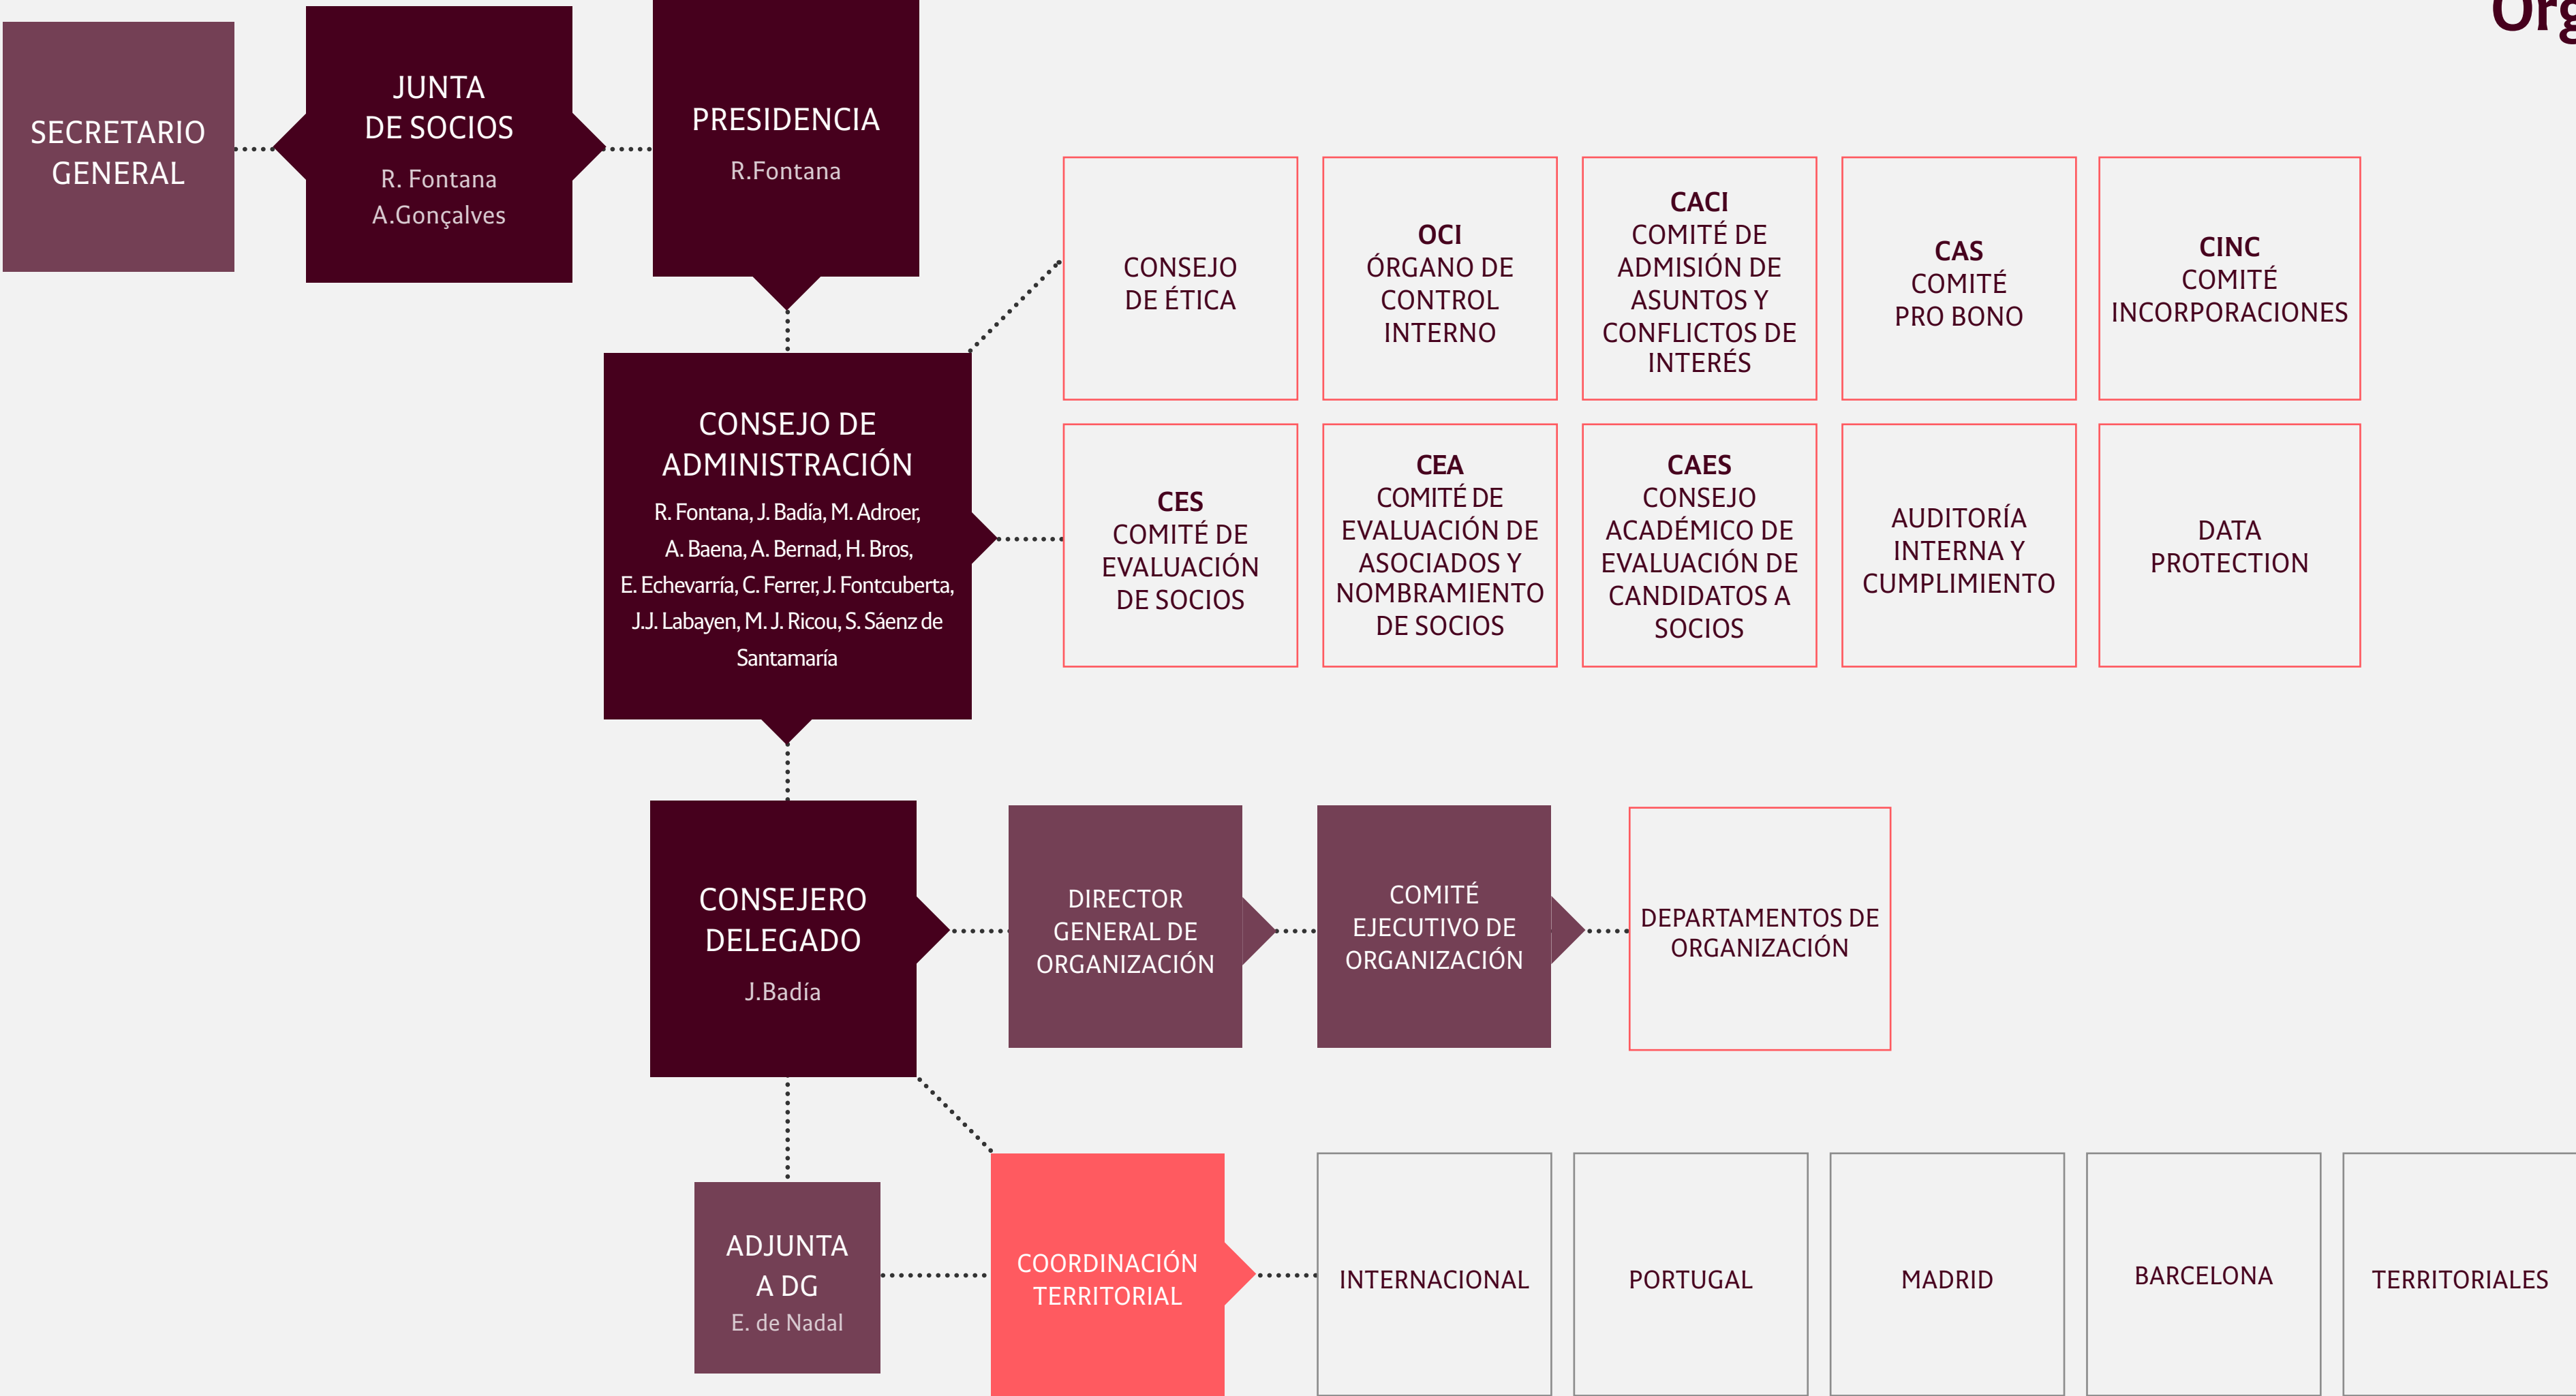 Org
SECRETARIO
GENERAL
JUNTA
DE SOCIOS
R. Fontana
A.Gonçalves
PRESIDENCIA
R.Fontana
CONSEJO
DE ÉTICA
OCI
ÓRGANO DE
CONTROL
INTERNO
CACI
COMITÉ DE
ADMISIÓN DE
ASUNTOS Y
CONFLICTOS DE
INTERÉS
CAS
COMITÉ
PRO BONO
CINC
COMITÉ
INCORPORACIONES
CONSEJO DE
ADMINISTRACIÓN
R. Fontana, J. Badía, M. Adroer,
A. Baena, A. Bernad, H. Bros,
E. Echevarría, C. Ferrer, J. Fontcuberta,
J.J. Labayen, M. J. Ricou, S. Sáenz de
Santamaría
CES
COMITÉ DE
EVALUACIÓN
DE SOCIOS
CEA
COMITÉ DE
EVALUACIÓN DE
ASOCIADOS Y
NOMBRAMIENTO
DE SOCIOS
CAES
CONSEJO
ACADÉMICO DE
EVALUACIÓN DE
CANDIDATOS A
SOCIOS
AUDITORÍA
INTERNA Y
CUMPLIMIENTO
DATA
PROTECTION
CONSEJERO
DELEGADO
J.Badía
DIRECTOR
GENERAL DE
ORGANIZACIÓN
COMITÉ
EJECUTIVO DE
ORGANIZACIÓN
DEPARTAMENTOS DE
ORGANIZACIÓN
ADJUNTA
A DG
E. de Nadal
COORDINACIÓN
TERRITORIAL
INTERNACIONAL
PORTUGAL
MADRID
BARCELONA
TERRITORIALES